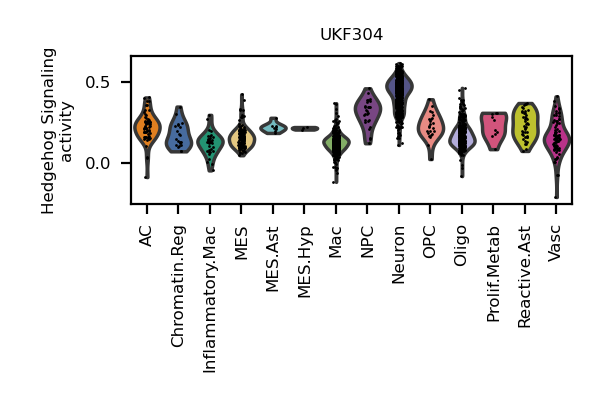 UKF304
Hedgehog Signaling
activity
0.5
0.0
AC
Chromatin.Reg
Inflammatory.Mac
MES
MES.Ast
MES.Hyp
Mac
NPC
Neuron
OPC
Oligo
Prolif.Metab
Reactive.Ast
Vasc